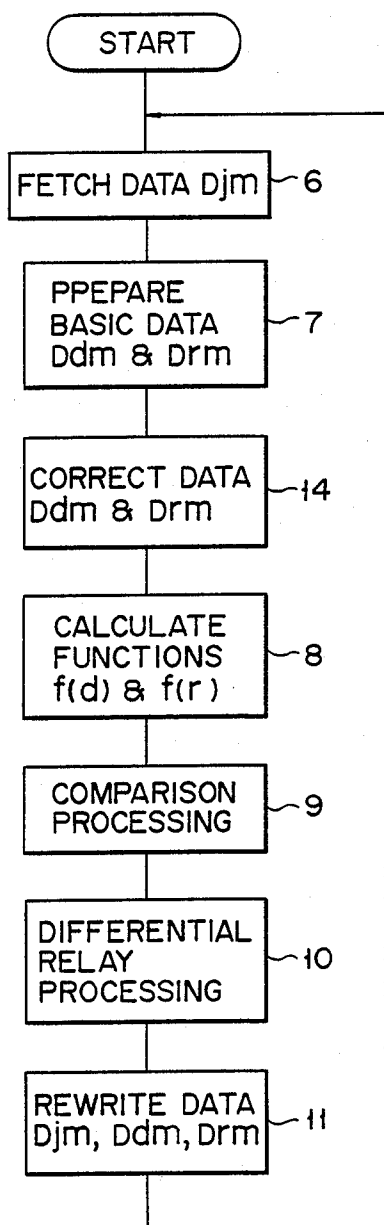 START
FETCH DATA Djm
6
PPEPARE
BASIC DATA
Ddm & Drm
7
CORRECT DATA
Ddm & Drm
14
CALCULATE
FUNCTIONS
f(d) & f(r)
8
COMPARISON
PROCESSING
9
DIFFERENTIAL
RELAY
PROCESSING
10
REWRITE DATA
Djm, Ddm, Drm
11